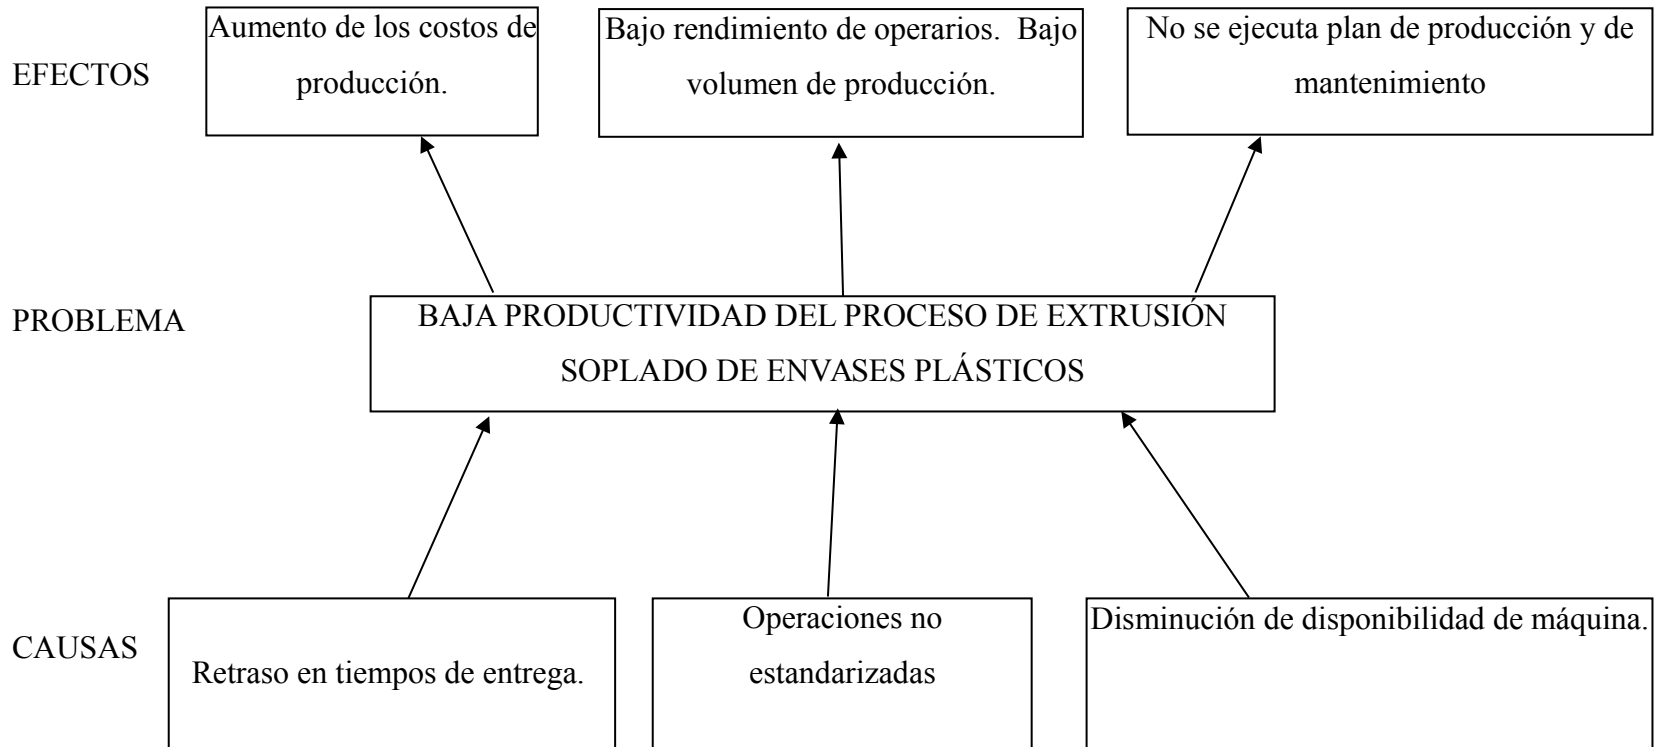 EFECTOS
Aumento de los costos de
producción.
Bajo rendimiento de operarios.  Bajo
volumen de producción.
No se ejecuta plan de producción y de
mantenimiento
PROBLEMA
BAJA PRODUCTIVIDAD DEL PROCESO DE EXTRUSIÓN
SOPLADO DE ENVASES PLÁSTICOS
CAUSAS
Retraso en tiempos de entrega.
Operaciones no
estandarizadas
Disminución de disponibilidad de máquina.